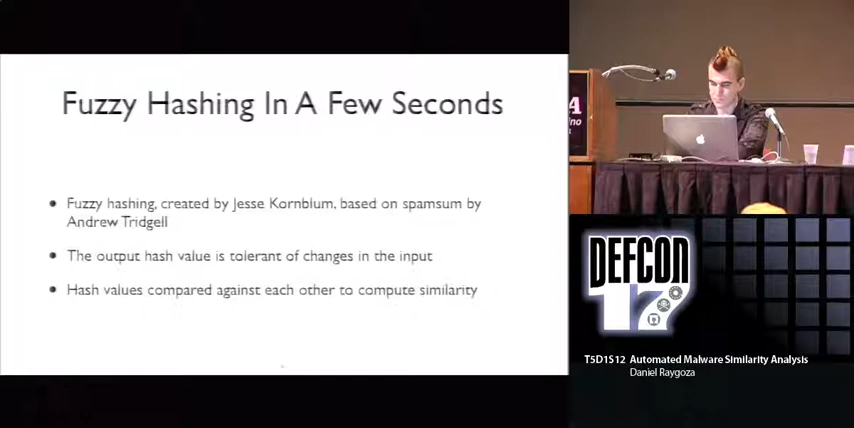 Fuzzy Hashing In A Few Seconds
Fuzzy hashing, created by Jesse Kornblum, based on spamsum by
Andrew Tridgell
The output hash value is tolerant of changes in the input
Hash values compared against each other to compute similarity
A
DEFCON
17
T5D1S12 Automated Malware Similarity Analysis
Daniel Raygoza